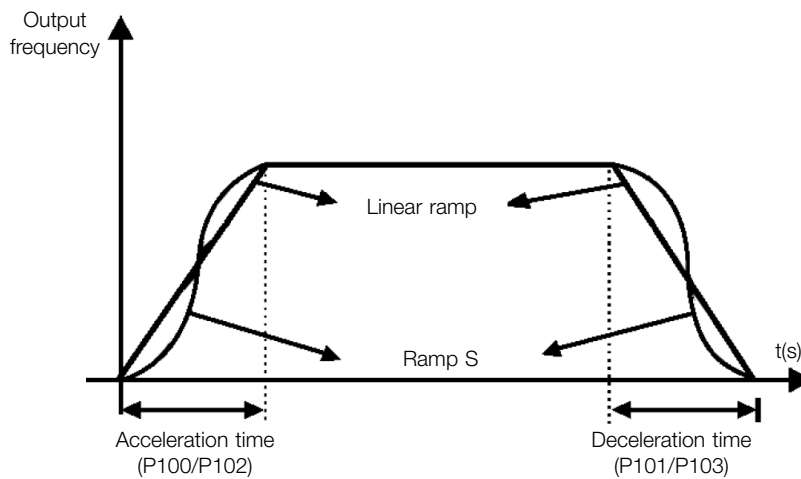 Output
frequency
Linear ramp
Ramp S
t(s)
Acceleration time
(P100/P102)
Deceleration time
(P101/P103)